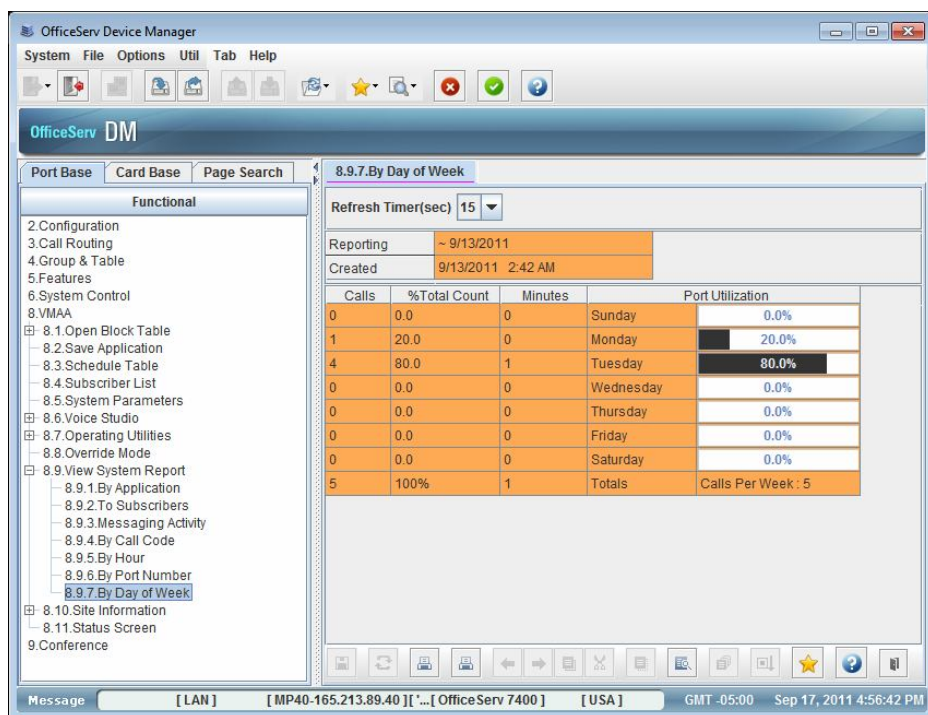 OfficeServ Device Manager
System File Options Util Tab Help
OfficeServ DM
Port Base Card Base Page Search
Functional
2.Configuration
3.Call Routing
4.Group & Table
5.Features
6.System Control
8.VMAA
8.1.Open Block Table
8.2.Save Application
8.3.Schedule Table
8.4.Subscriber List
8.5.System Parameters
8.6.Voice Studio
8.7.Operating Utilities
8.8.Override Mode
8.9.View System Report
8.9.1.By Application
8.9.2.To Subscribers
8.9.3.Messaging Activity
8.9.4.By Call Code
8.9.5.By Hour
8.9.6.By Port Number
8.9.7.By Day of Week
8.10.Site Information
8.11.Status Screen
9.Conference
8.9.7.By Day of Week
Refresh Timer(sec) 15
Reporting ~ 9/13/2011
Created 9/13/2011 2:42 AM
Calls %Total Count Minutes Port Utilization
0 0.0 0 Sunday 0.0%
1 20.0 0 Monday 20.0%
4 80.0 1 Tuesday 80.0%
0 0.0 0 Wednesday 0.0%
0 0.0 0 Thursday 0.0%
0 0.0 0 Friday 0.0%
0 0.0 0 Saturday 0.0%
5 100% 1 Totals Calls Per Week : 5
Message [ LAN ] [ MP40-165.213.89.40 ][ '...[ OfficeServ 7400 ] [ USA ] GMT -05:00 Sep 17, 2011 4:56:42 PM